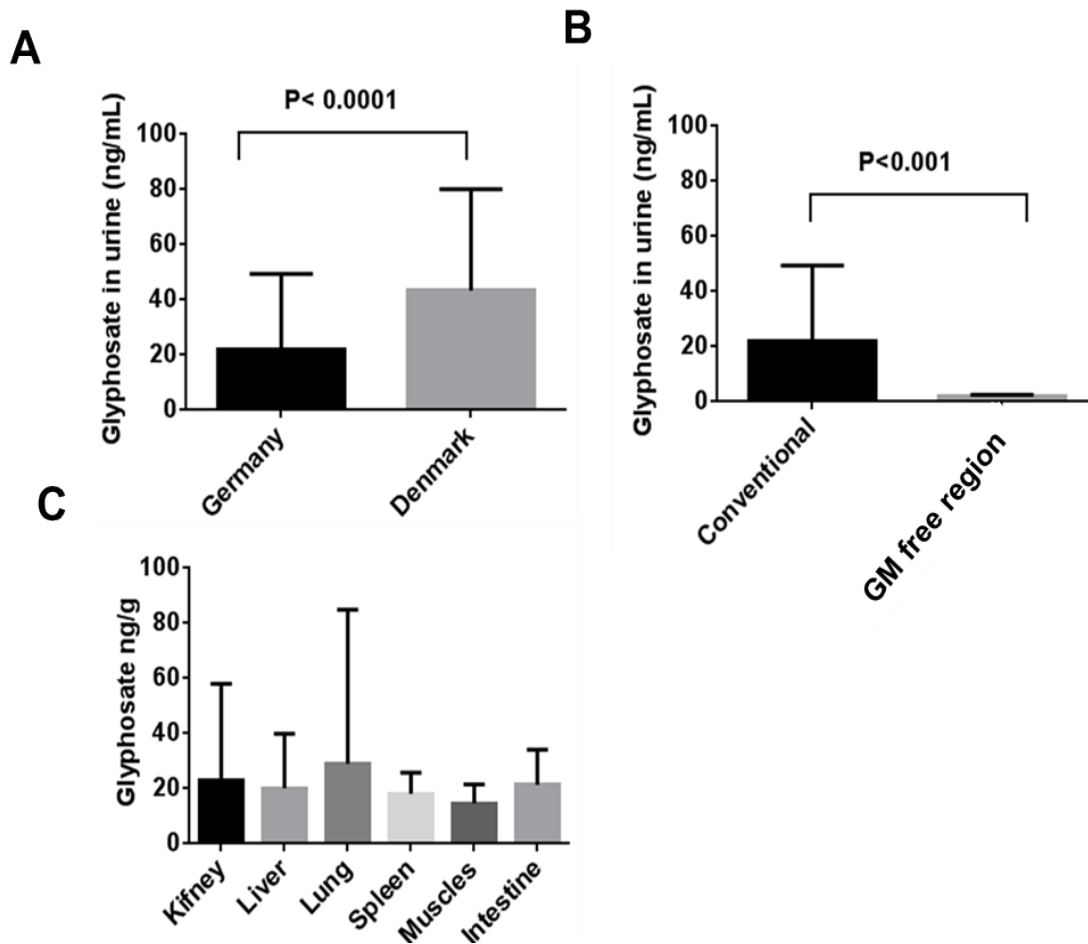 A
P< 0.0001
Glyphosate in urine (ng/mL)
100
80
60
40
20
0
Germany
Denmark
B
P<0.001
Glyphosate in urine (ng/mL)
100
80
60
40
20
0
Conventional
GM free region
C
Glyphosate ng/g
100
80
60
40
20
0
Kifney
Liver
Lung
Spleen
Muscles
Intestine